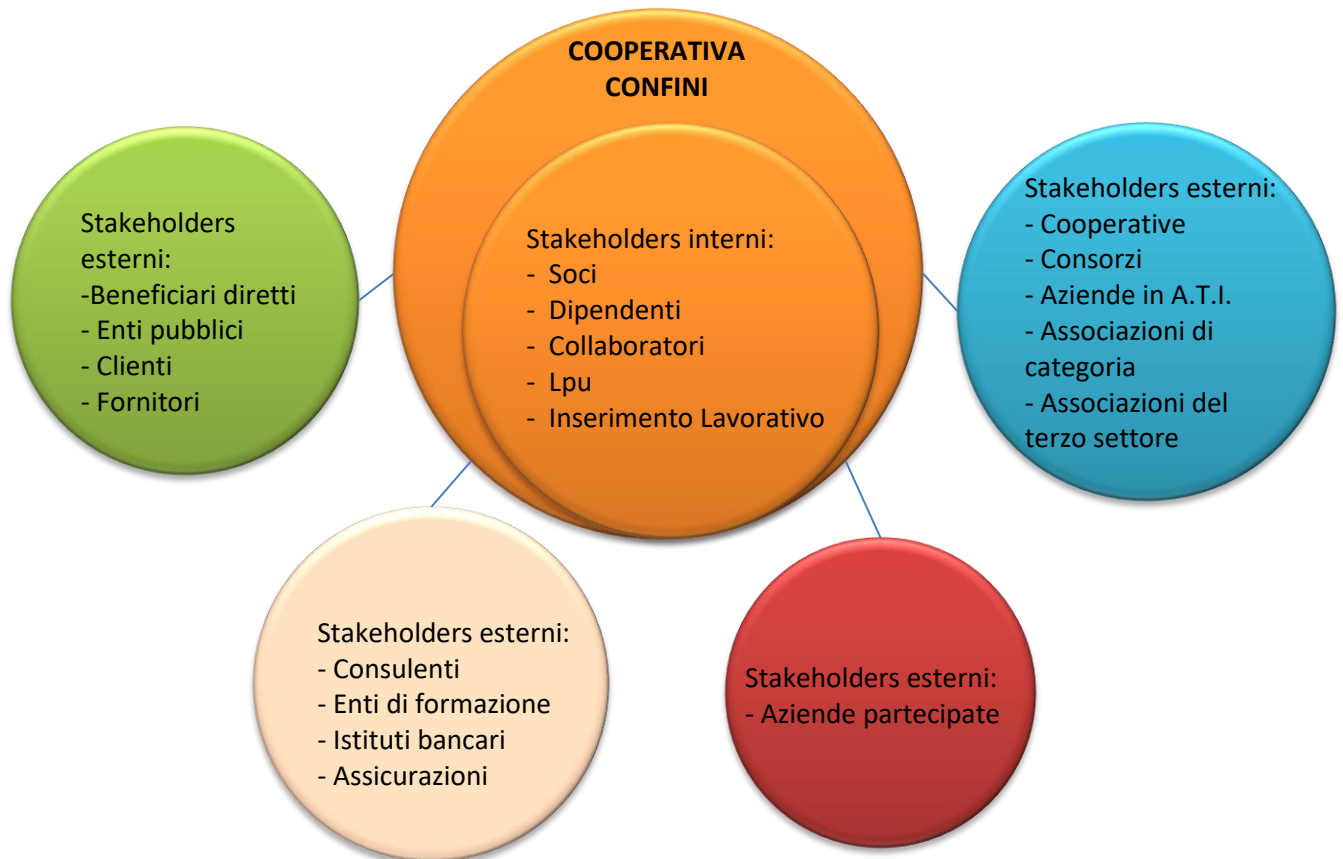 COOPERATIVA
CONFINI
Stakeholders
esterni:
-Beneficiari diretti
- Enti pubblici
- Clienti
- Fornitori
Stakeholders interni:
- Soci
- Dipendenti
- Collaboratori
- Lpu
- Inserimento Lavorativo
Stakeholders esterni:
- Cooperative
- Consorzi
- Aziende in A.T.I.
- Associazioni di
categoria
- Associazioni del
terzo settore
Stakeholders esterni:
- Consulenti
- Enti di formazione
- Istituti bancari
- Assicurazioni
Stakeholders esterni:
- Aziende partecipate